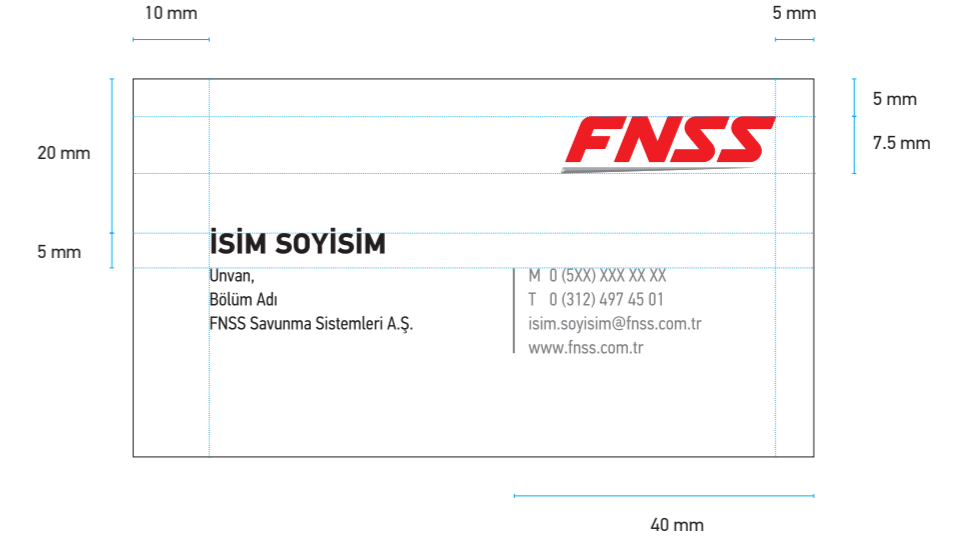 10 mm
5 mm
5 mm
7.5 mm
20 mm
5 mm
FNSS
İSİM SOYİSİM
Unvan,
Bölüm Adı
FNSS Savunma Sistemleri A.Ş.
M 0 (5XX) XXX XX XX
T 0 (312) 497 45 01
isim.soyisim@fnss.com.tr
www.fnss.com.tr
40 mm